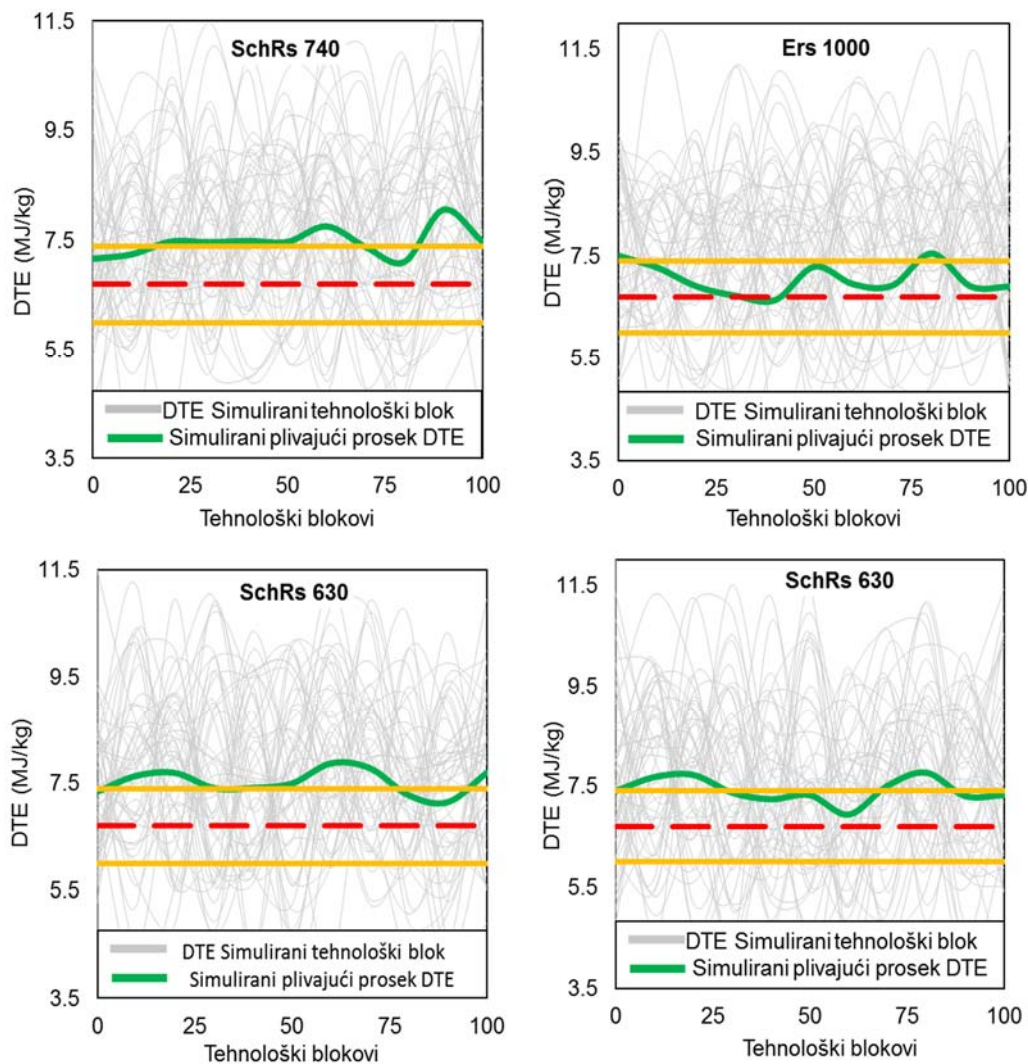 SchRs 740
11.5
9.5
7.5
5.5
3.5
DTE (MJ/kg)
DTE Simulirani tehnološki blok
Simulirani plivajući prosek DTE
0 25 50 75 100
Tehnološki blokovi
Ers 1000
11.5
9.5
7.5
5.5
3.5
DTE (MJ/kg)
DTE Simulirani tehnološki blok
Simulirani plivajući prosek DTE
0 25 50 75 100
Tehnološki blokovi
SchRs 630
11.5
9.5
7.5
5.5
3.5
DTE (MJ/kg)
DTE Simulirani tehnološki blok
Simulirani plivajući prosek DTE
0 25 50 75 100
Tehnološki blokovi
SchRs 630
11.5
9.5
7.5
5.5
3.5
DTE (MJ/kg)
DTE Simulirani tehnološki blok
Simulirani plivajući prosek DTE
0 25 50 75 100
Tehnološki blokovi